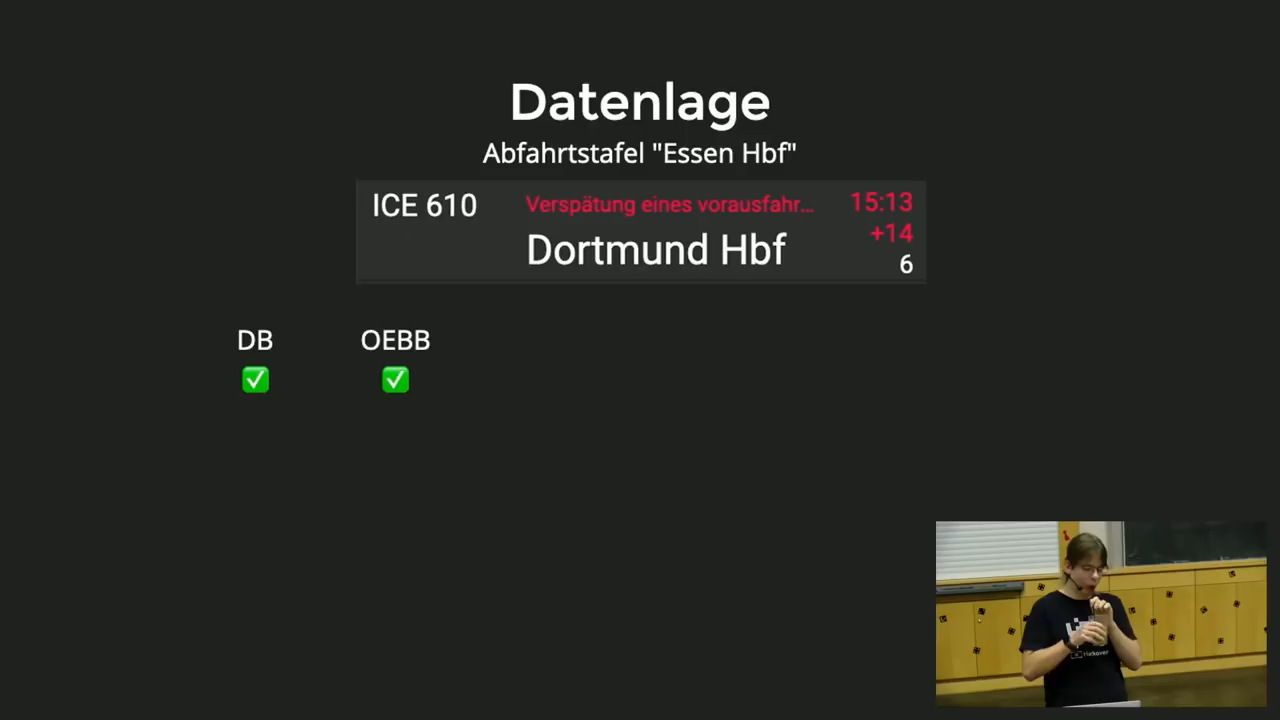 Datenlage
Abfahrtstafel "Essen Hbf"
ICE 610
Verspätung eines vorausfahr...
15:13
+14
Dortmund Hbf
6
DB
OEBB